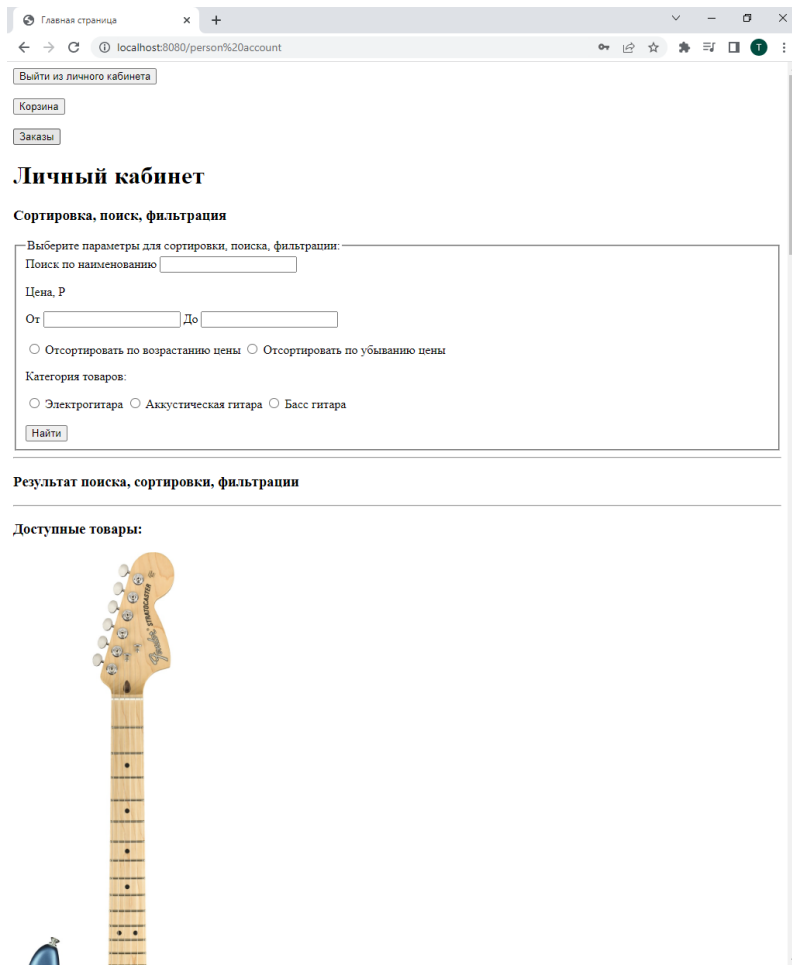 Главная страница
localhost:8080/person%20account
T
Выйти из личного кабинета
Корзина
Заказы
Личный кабинет
Сортировка, поиск, фильтрация
Выберите параметры для сортировки, поиска, фильтрации:
Поиск по наименованию
Цена, Р
От До
Отсортировать по возрастанию цены Отсортировать по убыванию цены
Категория товаров:
Электрогитара Аккустическая гитара Басс гитара
Найти
Результат поиска, сортировки, фильтрации
Доступные товары:
Fender STRATOCASTER